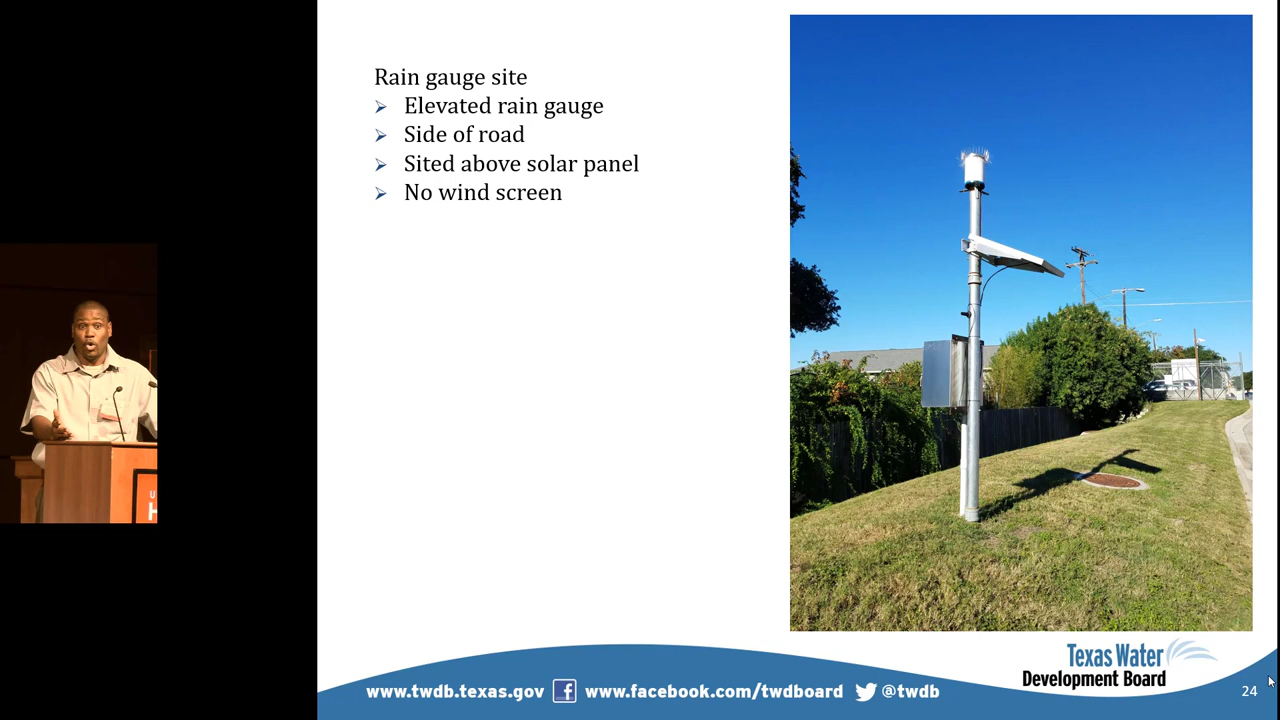 Rain gauge site
Elevated rain gauge
Side of road
Sited above solar panel
No wind screen
U
H
Texas Water
Development Board
www.twdb.texas.gov
www.facebook.com/twdboard
@twdb
24